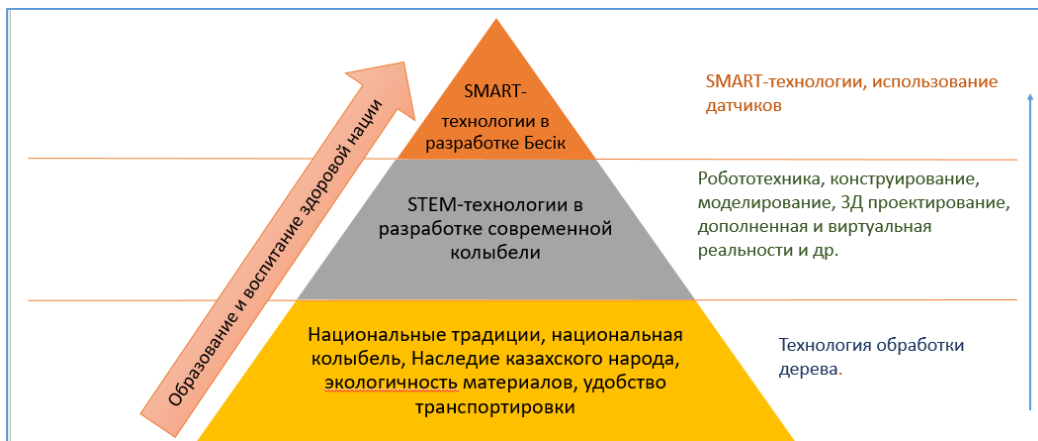 Образование и воспитание здоровой нации
SMART-
технологии в
разработке Бесік
SMART-технологии, использование
датчиков
STEM-технологии в
разработке современной
колыбели
Робототехника, конструирование,
моделирование, 3Д проектирование,
дополненная и виртуальная
реальности и др.
Национальные традиции, национальная
колыбель, Наследие казахского народа,
экологичность материалов, удобство
транспортировки
Технология обработки
дерева.